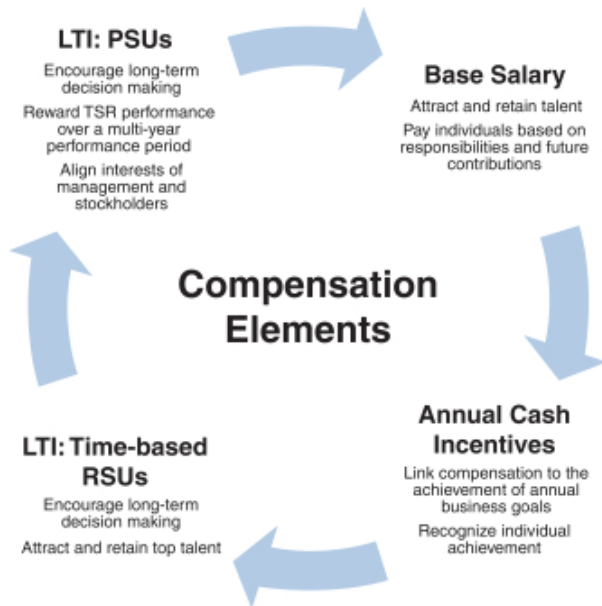 LTI: PSUs
Encourage long-term
decision making
Reward TSR performance
over a multi-year
performance period
Align interests of
management and
stockholders
Base Salary
Attract and retain talent
Pay individuals based on
responsibilities and future
contributions
Compensation
Elements
LTI: Time-based
RSUs
Encourage long-term
decision making
Attract and retain top talent
Annual Cash
Incentives
Link compensation to the
achievement of annual
business goals
Recognize individual
achievement